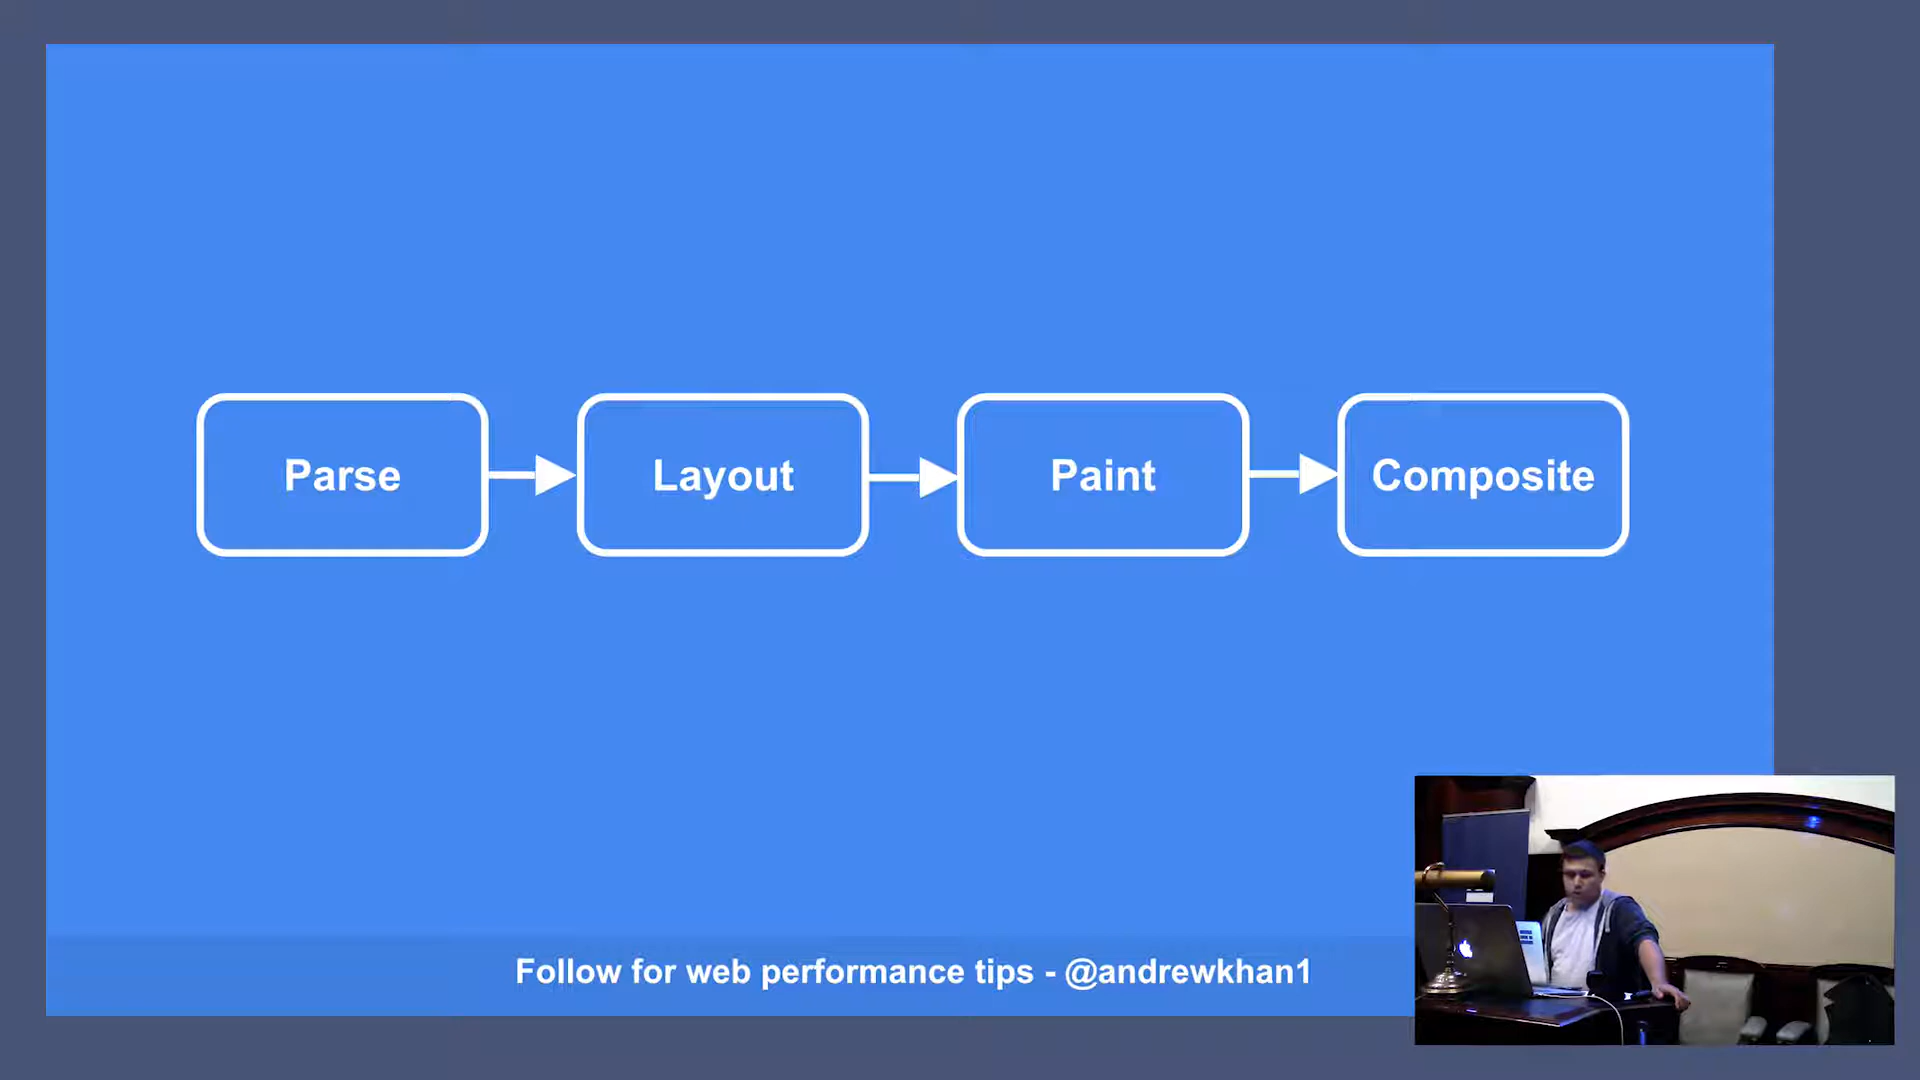 Parse
Layout
Paint
Composite
Follow for web performance tips - @andrewkhan1